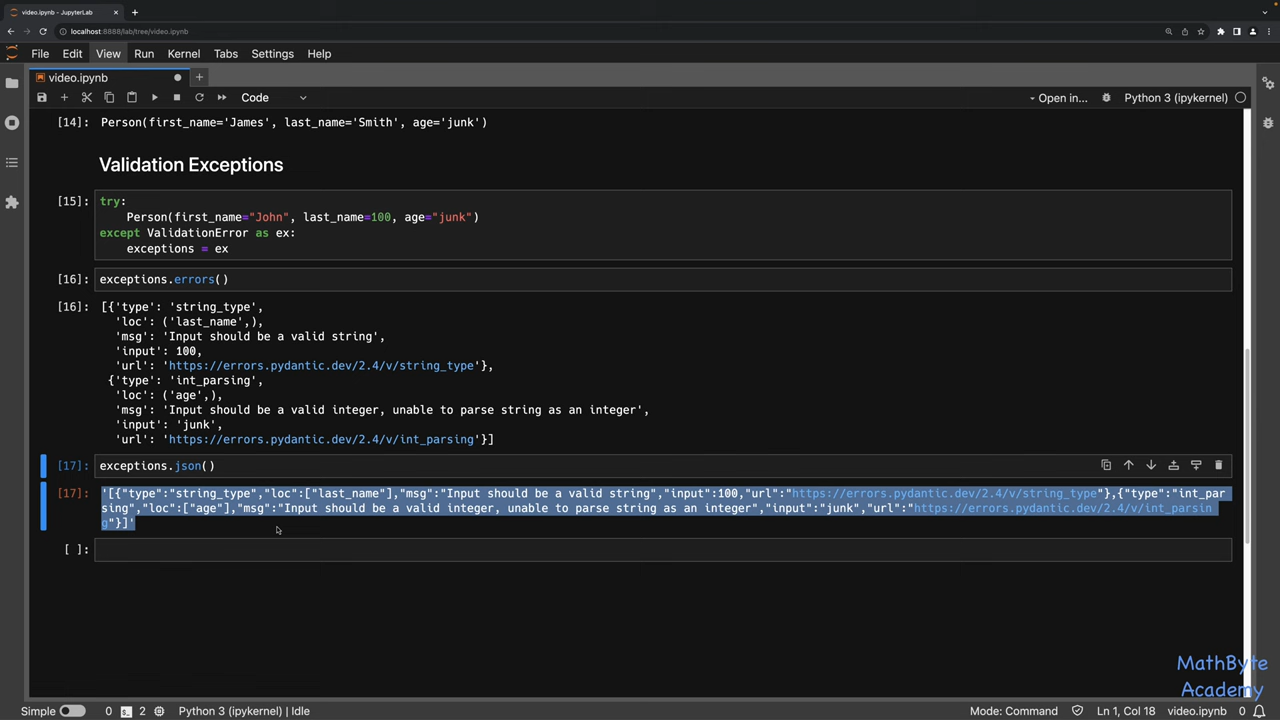 video.ipynb - JupyterLab
localhost:8888/lab/tree/video.ipynb
File Edit View Run Kernel Tabs Settings Help
video.ipynb
Code Open in... Python 3 (ipykernel)
[14]: Person(first_name='James', last_name='Smith', age='junk')
Validation Exceptions
[15]: try:
Person(first_name="John", last_name=100, age="junk")
except ValidationError as ex:
exceptions = ex
[16]: exceptions.errors()
[16]: [{'type': 'string_type',
'loc': ('last_name',),
'msg': 'Input should be a valid string',
'input': 100,
'url': 'https://errors.pydantic.dev/2.4/v/string_type'},
{'type': 'int_parsing',
'loc': ('age',),
'msg': 'Input should be a valid integer, unable to parse string as an integer',
'input': 'junk',
'url': 'https://errors.pydantic.dev/2.4/v/int_parsing'}]
[17]: exceptions.json()
[17]: '[{"type":"string_type","loc":["last_name"],"msg":"Input should be a valid string","input":100,"url":"https://errors.pydantic.dev/2.4/v/string_type"},{"type":"int_par
sing","loc":["age"],"msg":"Input should be a valid integer, unable to parse string as an integer","input":"junk","url":"https://errors.pydantic.dev/2.4/v/int_parsin
g"}]'
[ ]:
MathByte
Academy
Simple 0 2 Python 3 (ipykernel) | Idle Mode: Command Ln 1, Col 18 video.ipynb 0